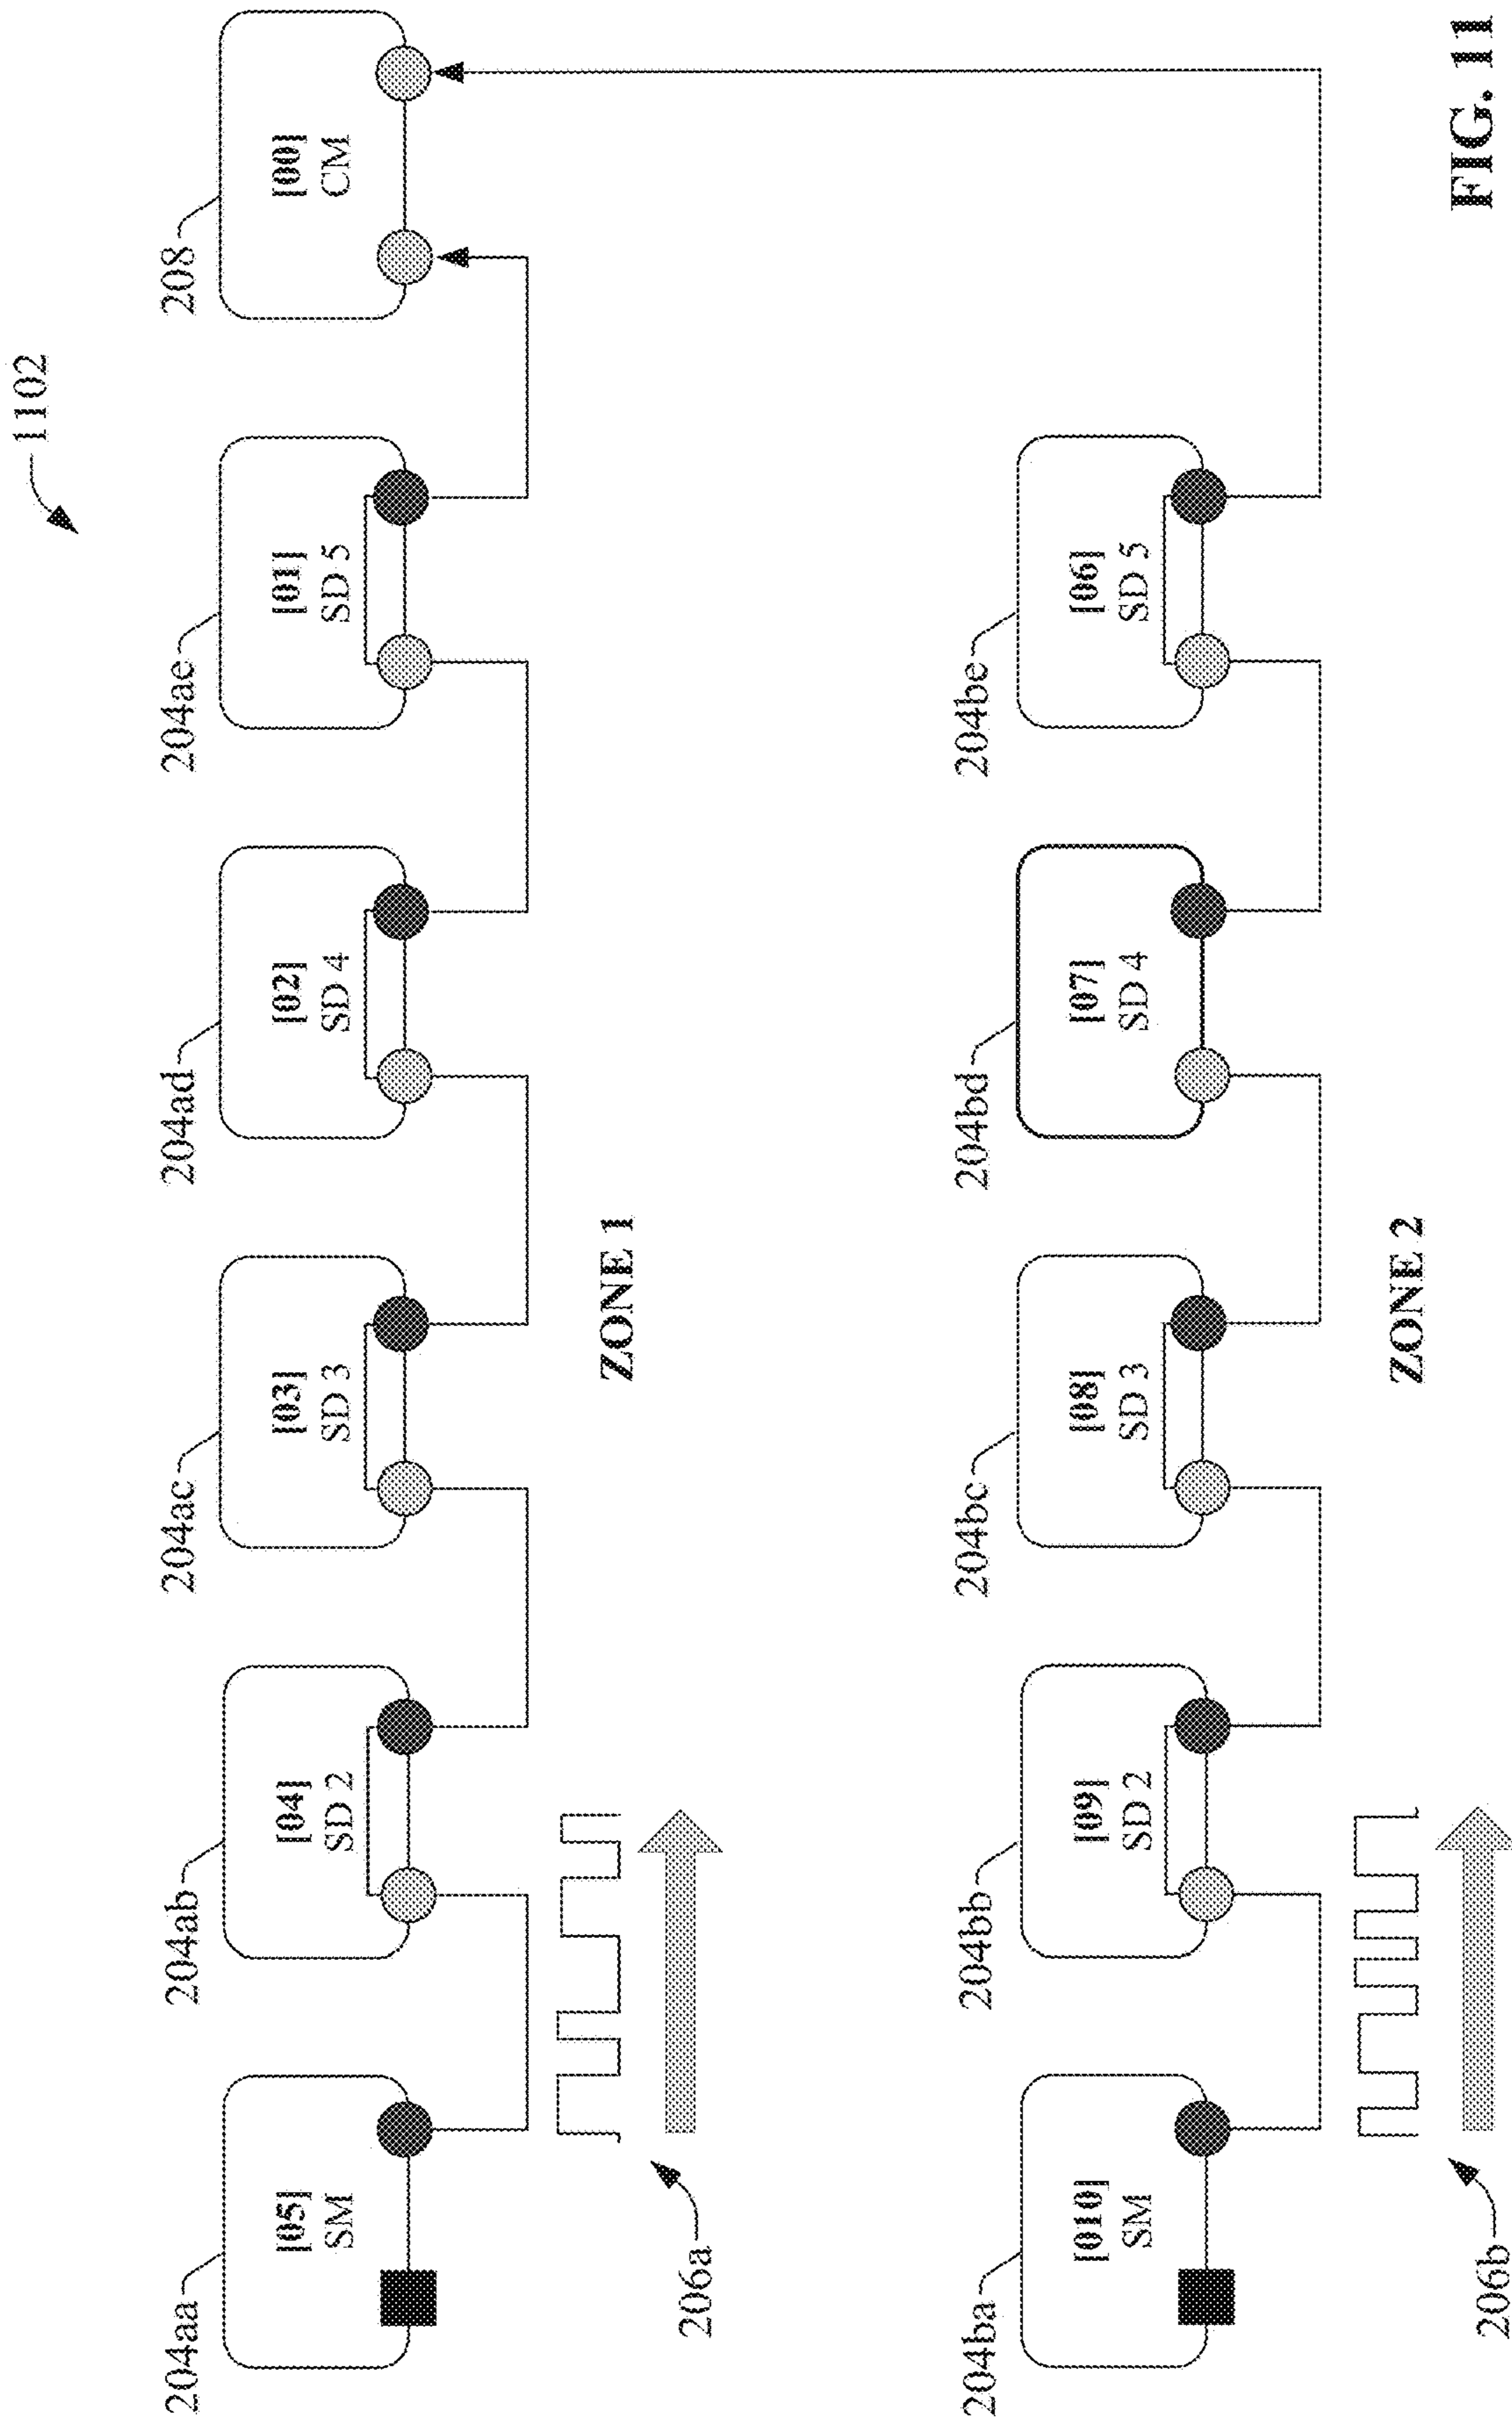 1102
204aa
204ab
204ac
204ad
204ae
208
[05]
SM
[04]
SD 2
[03]
SD 3
[02]
SD 4
[01]
SD 5
[00]
CM
206a
ZONE 1
204ba
204bb
204bc
204bd
204be
[010]
SM
[09]
SD 2
[08]
SD 3
[07]
SD 4
[06]
SD 5
206b
ZONE 2
FIG. 11